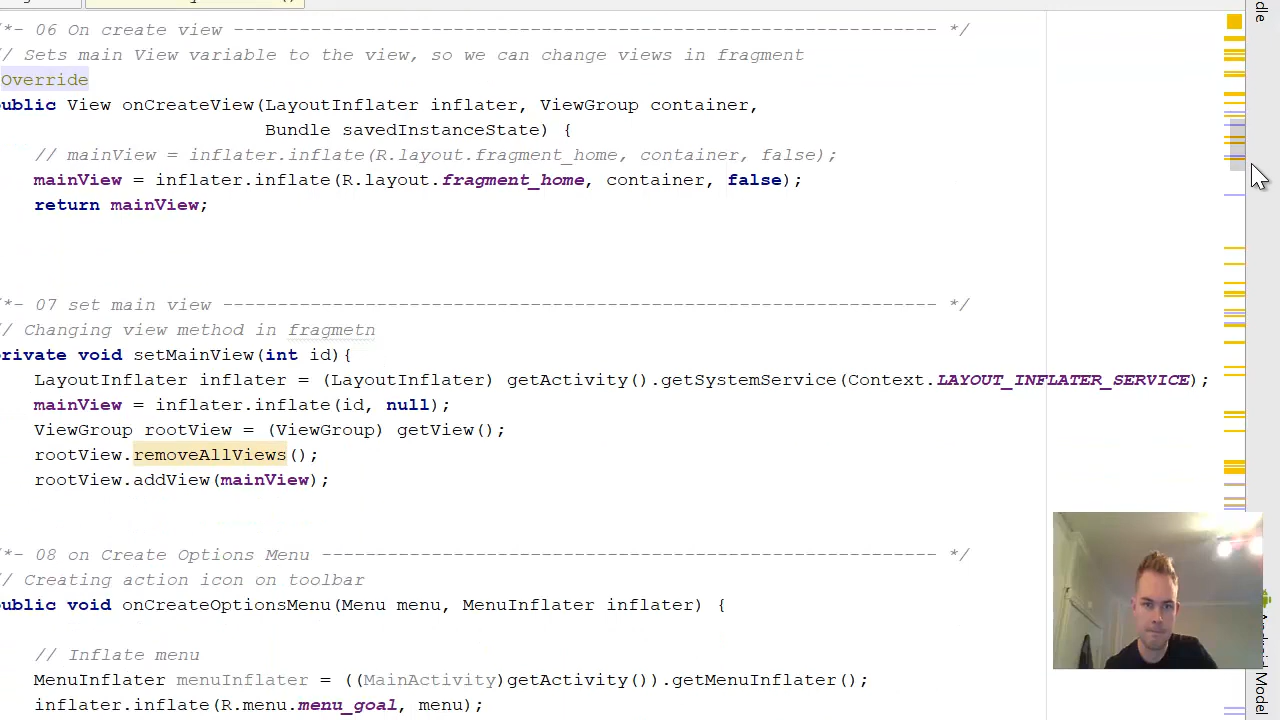 /*- 06 On create view ---------------------------------------------------------------- */
// Sets main View variable to the view, so we can change views in fragment
Override
public View onCreateView(LayoutInflater inflater, ViewGroup container,
Bundle savedInstanceState) {
// mainView = inflater.inflate(R.layout.fragment_home, container, false);
mainView = inflater.inflate(R.layout.fragment_home, container, false);
return mainView;
/*- 07 set main view ----------------------------------------------------------------- */
// Changing view method in fragmetn
private void setMainView(int id){
LayoutInflater inflater = (LayoutInflater) getActivity().getSystemService(Context.LAYOUT_INFLATER_SERVICE);
mainView = inflater.inflate(id, null);
ViewGroup rootView = (ViewGroup) getView();
rootView.removeAllViews();
rootView.addView(mainView);
/*- 08 on Create Options Menu -------------------------------------------------------- */
// Creating action icon on toolbar
public void onCreateOptionsMenu(Menu menu, MenuInflater inflater) {
// Inflate menu
MenuInflater menuInflater = ((MainActivity)getActivity()).getMenuInflater();
inflater.inflate(R.menu.menu_goal, menu);
Model